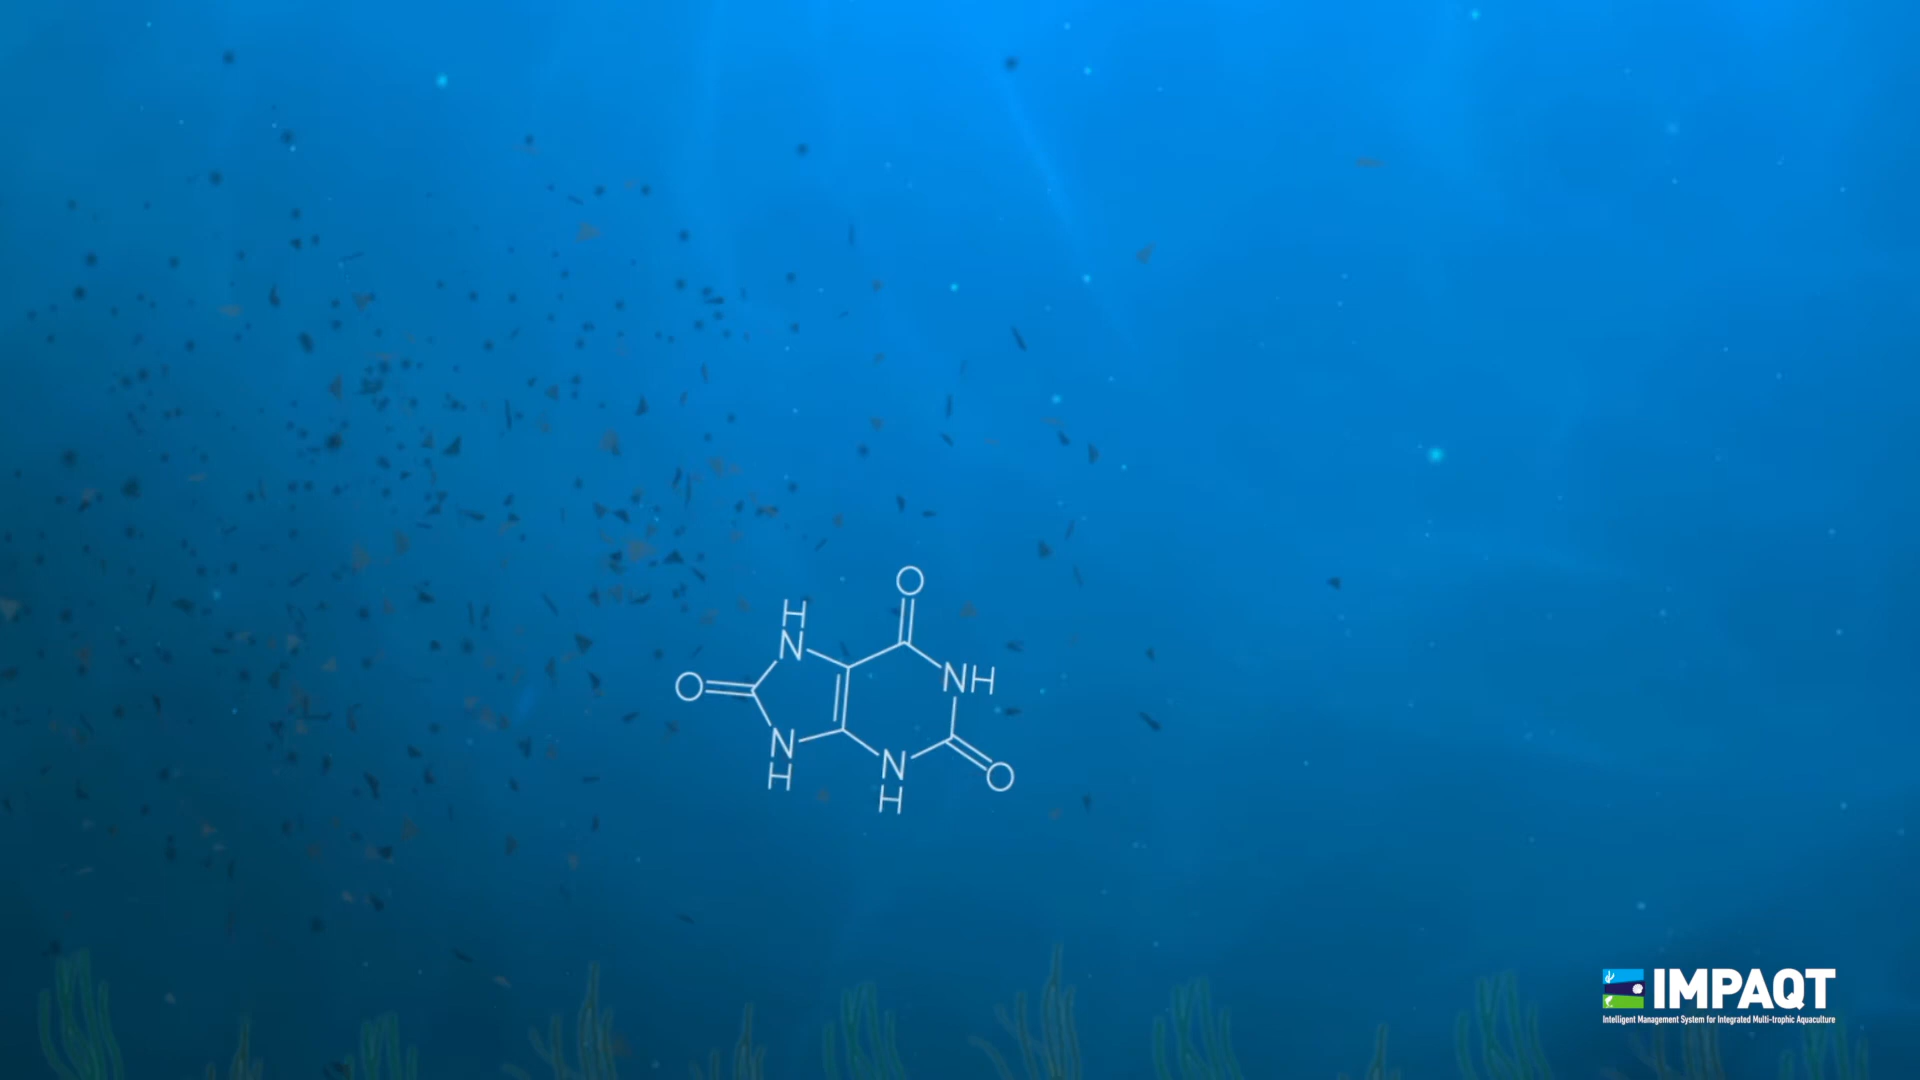 O
H
N
O
NH
N
H
N
H
O
IMPAQT
Intelligent Management System for Integrated Multi-trophic Aquaculture